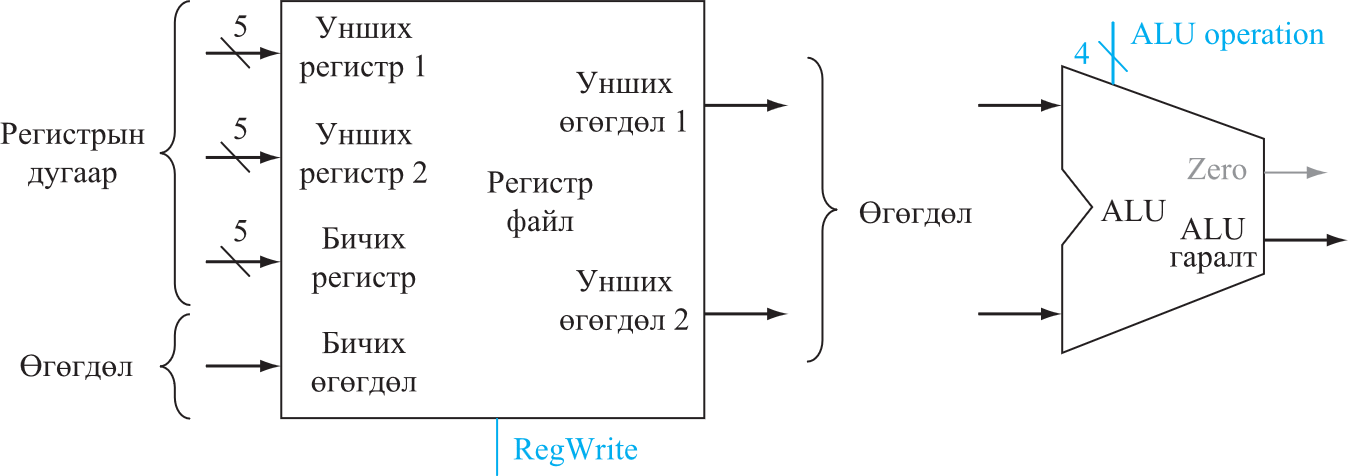 Регистрын
дугаар
Өгөгдөл
5
5
5
Унших
регистр 1
Унших
регистр 2
Бичих
регистр
Бичих
өгөгдөл
Регистр
файл
Унших
өгөгдөл 1
Унших
өгөгдөл 2
RegWrite
Өгөгдөл
4
ALU operation
Zero
ALU
ALU
гаралт